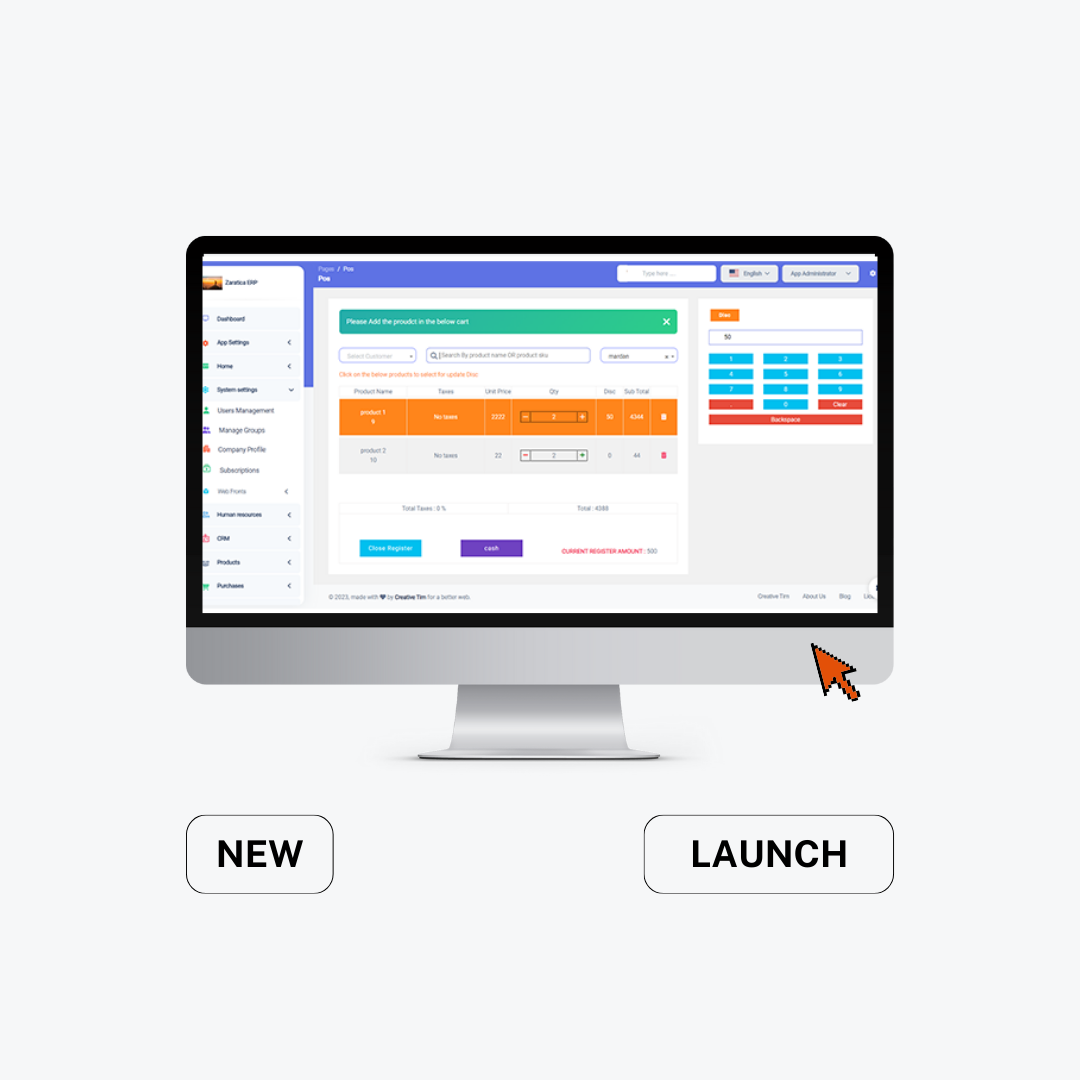 Zaratica ERP
Dashboard
App Settings
Home
System settings
Users Management
Manage Groups
Company Profile
Subscriptions
Web Fronts
Human resources
CRM
Products
Purchases
Pages / Pos
Pos
Type here ...
English
App Administrator
Please Add the proudct in the below cart
Select Customer
Search By product name OR product sku
mardan
Click on the below products to select for update Disc
Product Name Taxes Unit Price Qty Disc Sub Total
product 1
9
No taxes 2222 2 50 4344
product 2
10
No taxes 22 2 0 44
Total Taxes : 0 % Total : 4388
Close Register cash CURRENT REGISTER AMOUNT : 500
50
1 2 3
4 5 6
7 8 9
. 0 Clear
Backspace
© 2023, made with by Creative Tim for a better web.
Creative Tim About Us Blog
NEW
LAUNCH